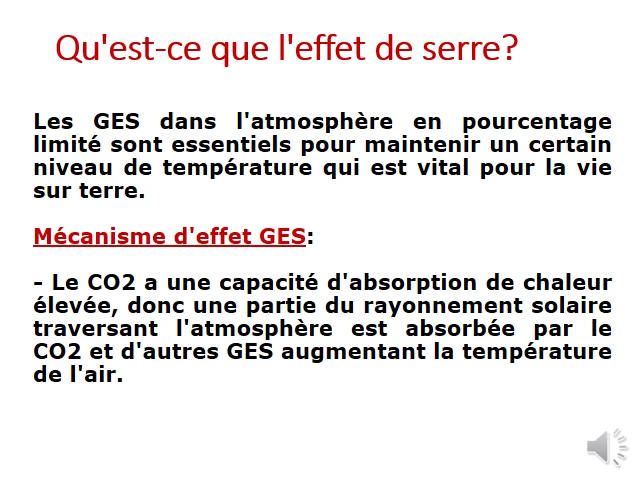 Qu'est-ce que l'effet de serre?
Les GES dans l'atmosphère en pourcentage
limité sont essentiels pour maintenir un certain
niveau de température qui est vital pour la vie
sur terre.
Mécanisme d'effet GES:
- Le CO2 a une capacité d'absorption de chaleur
élevée, donc une partie du rayonnement solaire
traversant l'atmosphère est absorbée par le
CO2 et d'autres GES augmentant la température
de l'air.